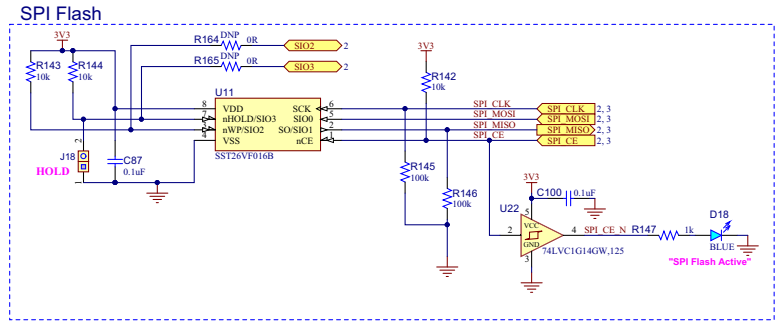 SPI Flash
3V3
R143
10k
R144
10k
R164
DNP
0R
SIO2
2
R165
DNP
0R
SIO3
2
3V3
R142
10k
U11
8
VDD
7
nHOLD/SIO3
3
nWP/SIO2
4
VSS
SCK
6
SIO0
5
SO/SIO1
2
nCE
1
SST26VF016B
SPI_CLK
SPI_MOSI
SPI_MISO
SPI_CE
SPI_CLK
2, 3
SPI_MOSI
2, 3
SPI_MISO
2, 3
SPI_CE
2, 3
2
J18
1
HOLD
C87
0.1uF
R145
100k
R146
100k
3V3
C100
0.1uF
U22
5
VCC
GND
2
4
3
74LVC1G14GW,125
SPI_CE_N
R147
1k
D18
BLUE
"SPI Flash Active"